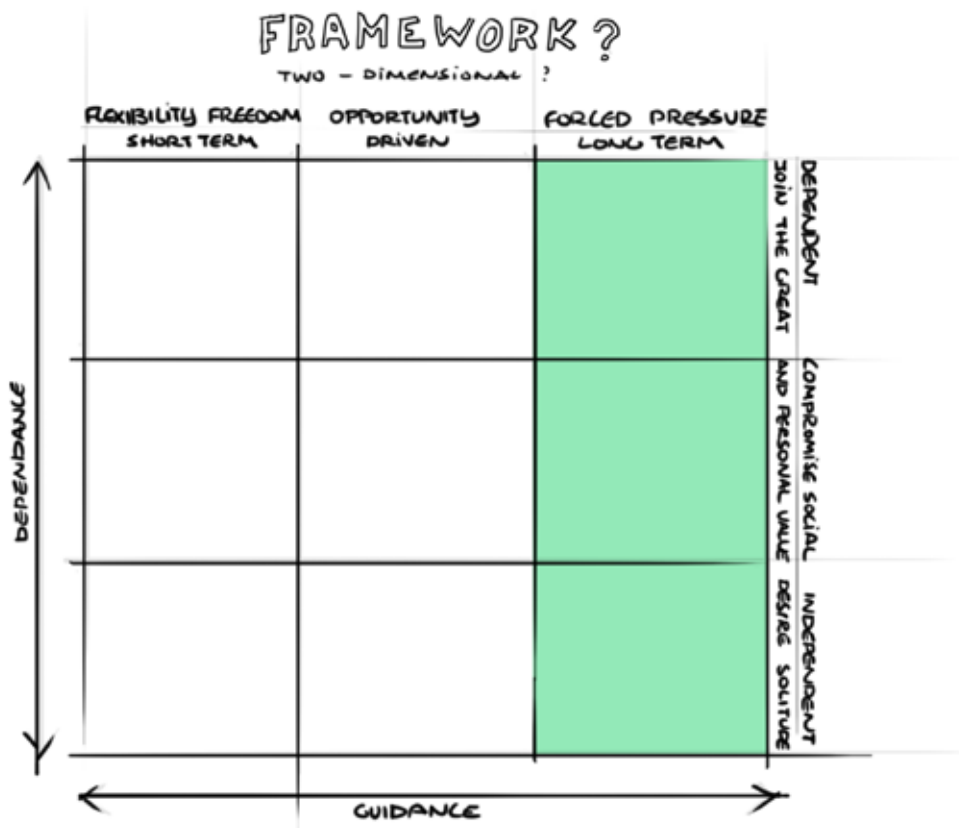 FRAMEWORK?
TWO - DIMENSIONAL ?
FLEXIBILITY FREEDOM
SHORT TERM
OPPORTUNITY
DRIVEN
FORCED PRESSURE
LONG TERM
DEPENDENT
JOIN THE GREAT
COMPROMISE SOCIAL
AND PERSONAL VALUE
INDEPENDENT
DESIRE SOLITUDE
DEPENDANCE
GUIDANCE